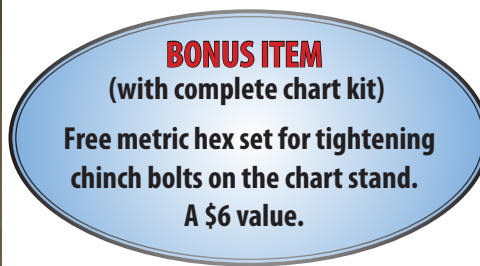 BONUS ITEM
(with complete chart kit)
Free metric hex set for tightening
chinch bolts on the chart stand.
A $6 value.